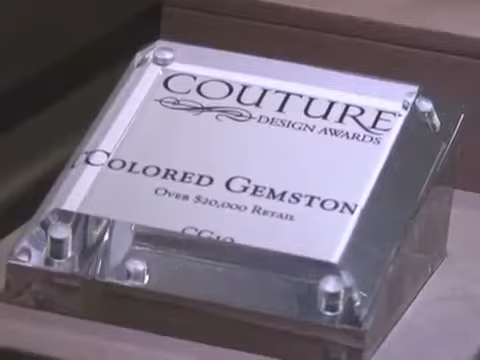 COUTURE
DESIGN AWARDS
COLORED GEMSTON
OVER $20,000 RETAIL